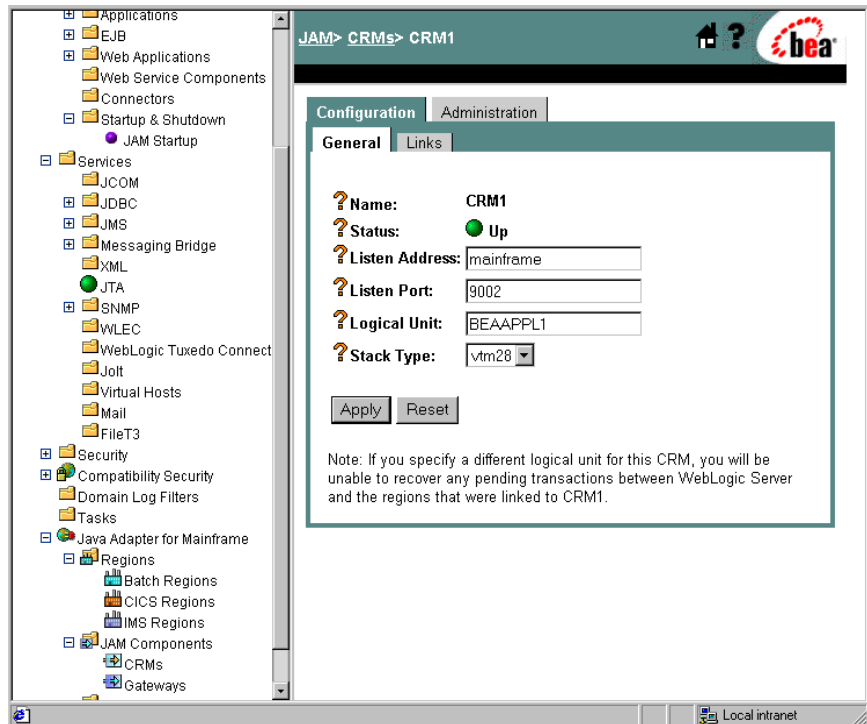 Applications
EJB
Web Applications
Web Service Components
Connectors
Startup & Shutdown
JAM Startup
Services
JCOM
JDBC
JMS
Messaging Bridge
XML
JTA
SNMP
WLEC
WebLogic Tuxedo Connect
Jolt
Virtual Hosts
Mail
FileT3
Security
Compatibility Security
Domain Log Filters
Tasks
Java Adapter for Mainframe
Regions
Batch Regions
CICS Regions
IMS Regions
JAM Components
CRMs
Gateways
JAM> CRMs> CRM1
? bea
Configuration Administration
General Links
? Name: CRM1
? Status: Up
? Listen Address: mainframe
? Listen Port: 9002
? Logical Unit: BEAAPPL1
? Stack Type: vtm28
Apply Reset
Note: If you specify a different logical unit for this CRM, you will be
unable to recover any pending transactions between WebLogic Server
and the regions that were linked to CRM1.
Local intranet